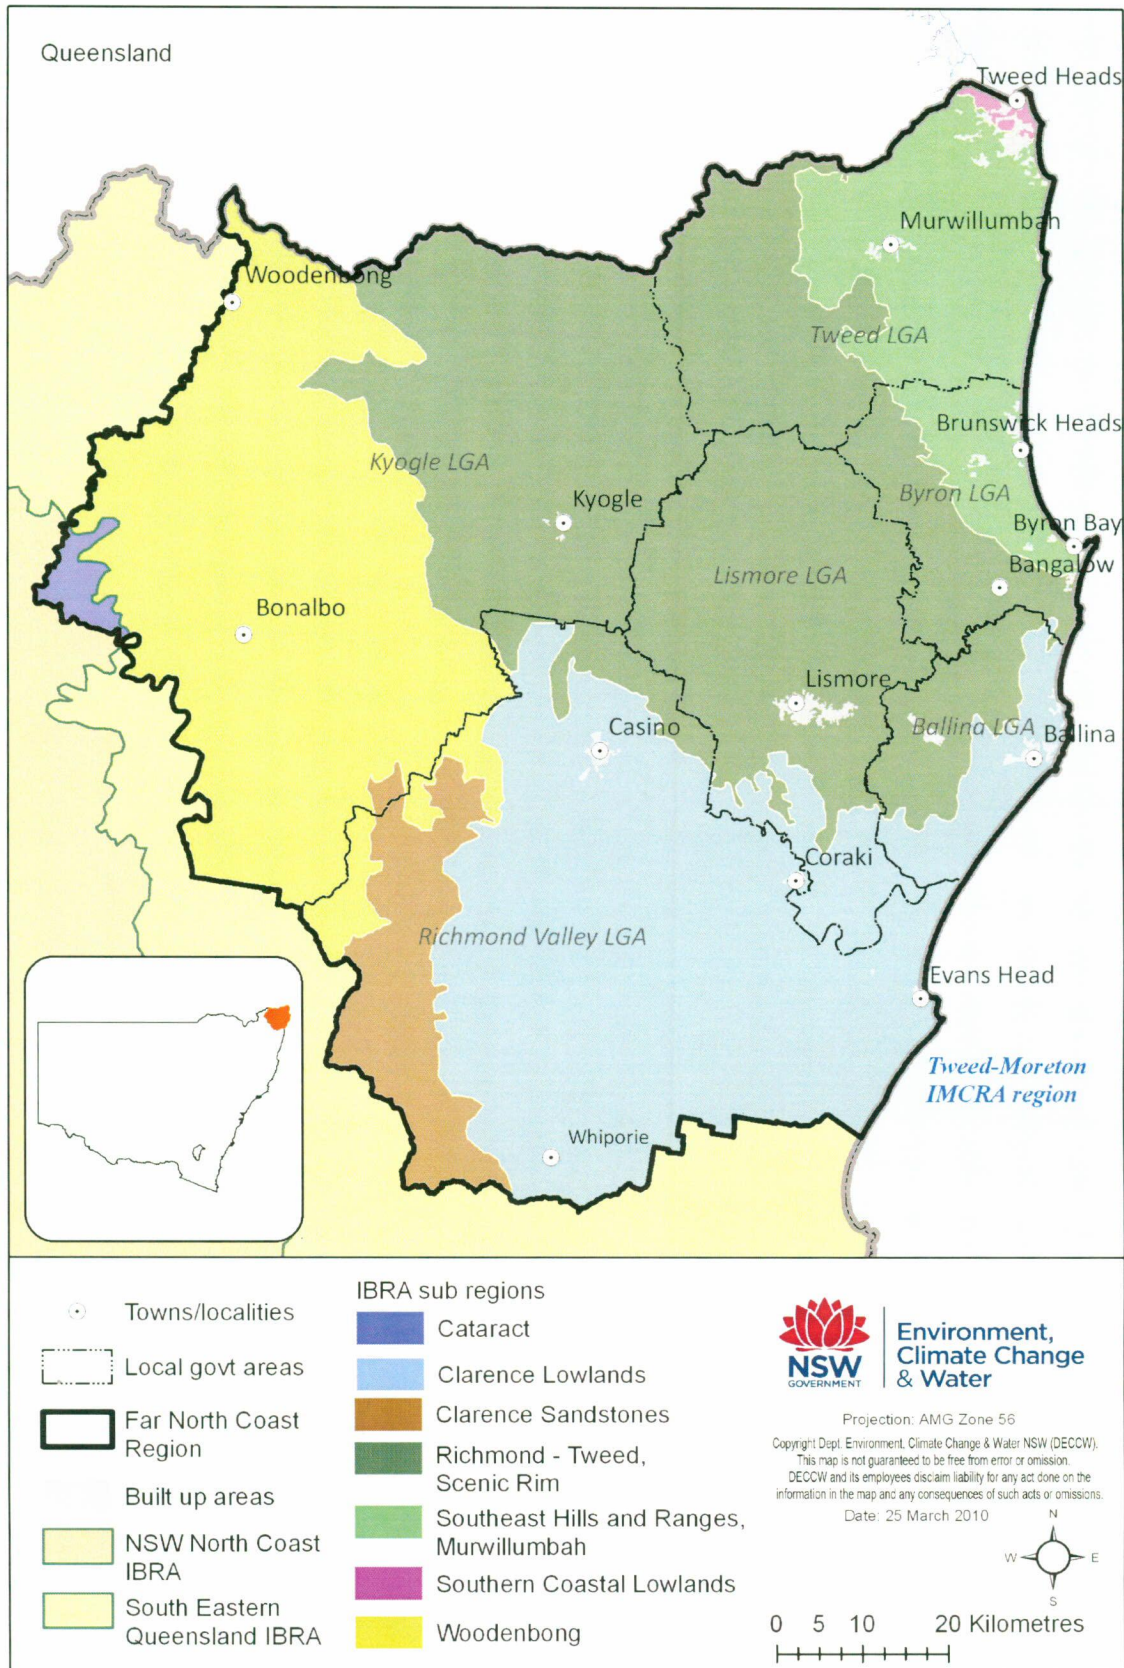 Queensland
Tweed Heads
Murwillumbah
Woodenbong
Tweed LGA
Brunswick Heads
Kyogle LGA
Byron LGA
Kyogle
Byron Bay
Bangalow
Lismore LGA
Bonalbo
Lismore
Casino
Ballina LGA
Ballina
Coraki
Richmond Valley LGA
Evans Head
Tweed-Moreton
IMCRA region
Whiporie
Towns/localities
Local govt areas
Far North Coast
Region
Built up areas
NSW North Coast
IBRA
South Eastern
Queensland IBRA
IBRA sub regions
Cataract
Clarence Lowlands
Clarence Sandstones
Richmond - Tweed,
Scenic Rim
Southeast Hills and Ranges,
Murwillumbah
Southern Coastal Lowlands
Woodenbong
NSW
GOVERNMENT
Environment,
Climate Change
& Water
Projection: AMG Zone 56
Copyright Dept. Environment, Climate Change & Water NSW (DECCW).
This map is not guaranteed to be free from error or omission.
DECCW and its employees disclaim liability for any act done on the
information in the map and any consequences of such acts or omissions.
Date: 25 March 2010
N
W E
S
0 5 10 20 Kilometres